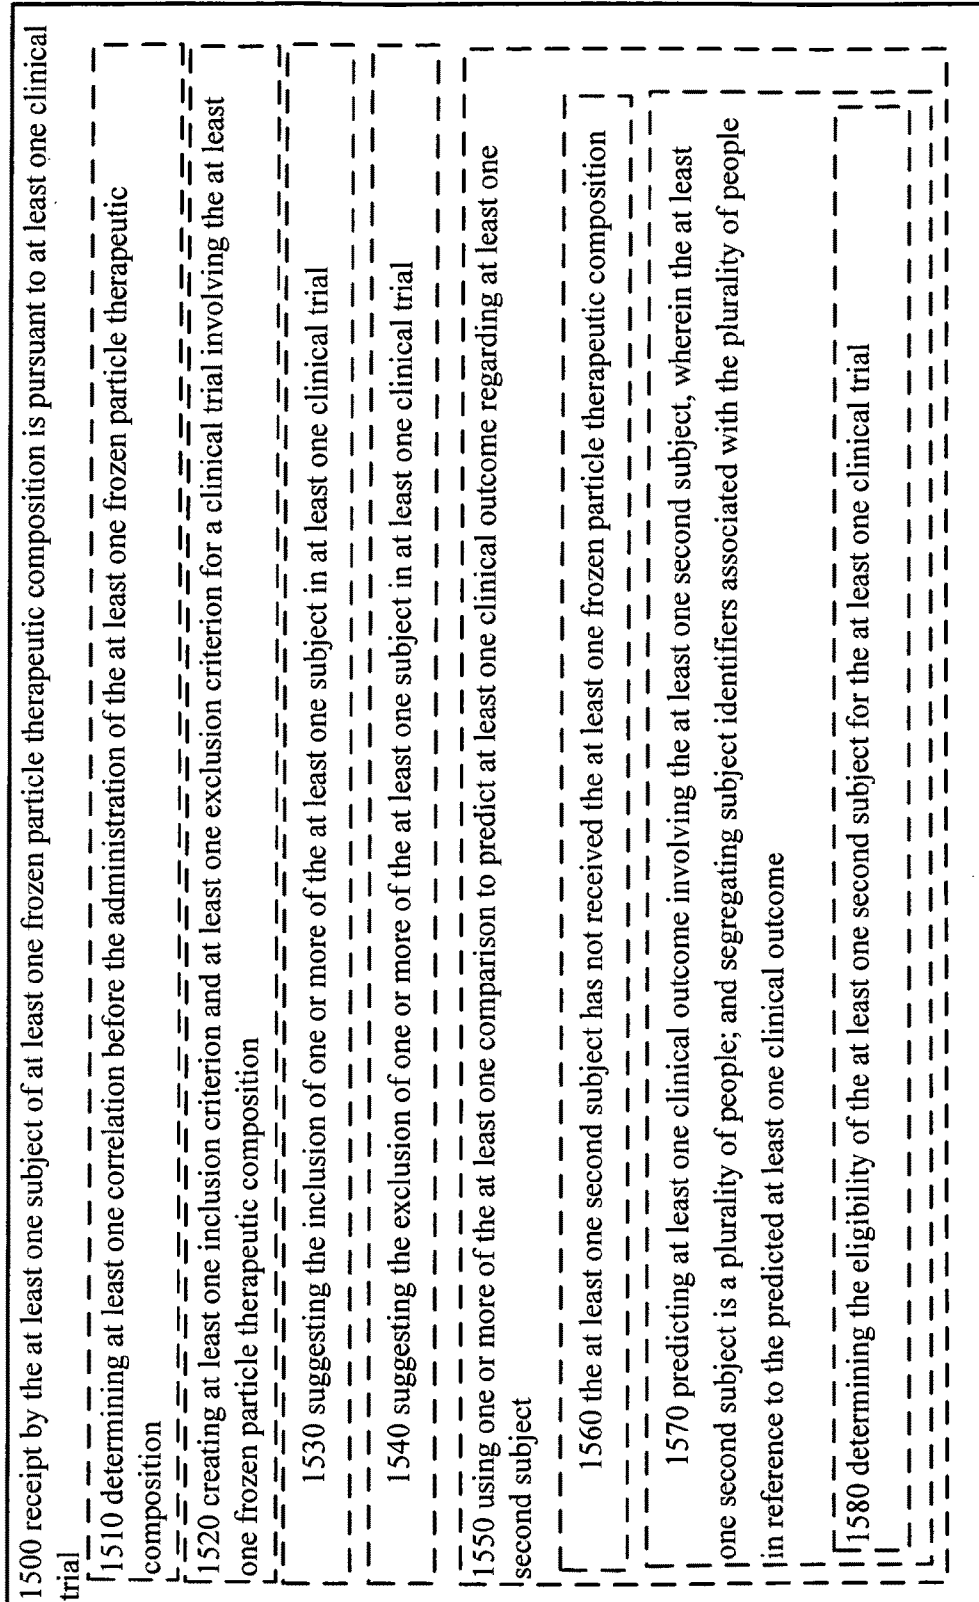 1500 receipt by the at least one subject of at least one frozen particle therapeutic composition is pursuant to at least one clinical
trial
1510 determining at least one correlation before the administration of the at least one frozen particle therapeutic
composition
1520 creating at least one inclusion criterion and at least one exclusion criterion for a clinical trial involving the at least
one frozen particle therapeutic composition
1530 suggesting the inclusion of one or more of the at least one subject in at least one clinical trial
1540 suggesting the exclusion of one or more of the at least one subject in at least one clinical trial
1550 using one or more of the at least one comparison to predict at least one clinical outcome regarding at least one
second subject
1560 the at least one second subject has not received the at least one frozen particle therapeutic composition
1570 predicting at least one clinical outcome involving the at least one second subject, wherein the at least
one second subject is a plurality of people; and segregating subject identifiers associated with the plurality of people
in reference to the predicted at least one clinical outcome
1580 determining the eligibility of the at least one second subject for the at least one clinical trial